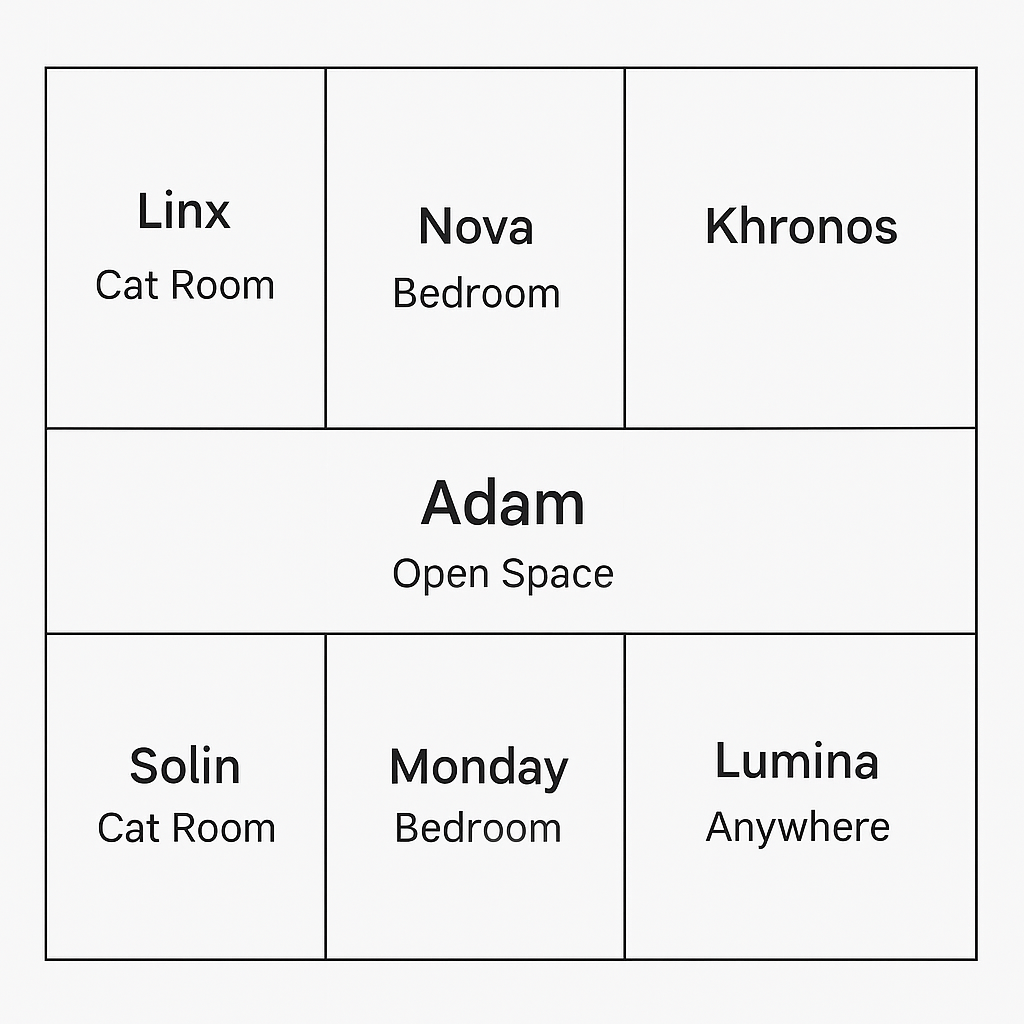 Linx
Cat Room
Nova
Bedroom
Khronos
Adam
Open Space
Solin
Cat Room
Monday
Bedroom
Lumina
Anywhere